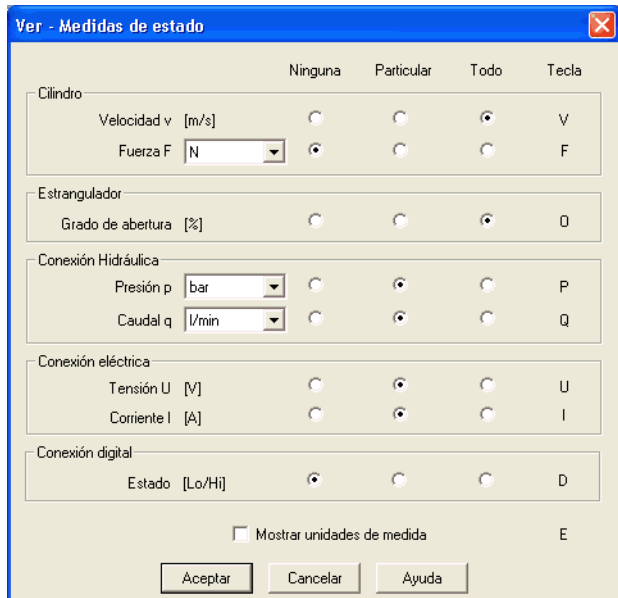 Ver - Medidas de estado
Ninguna Particular Todo Tecla
Cilindro
Velocidad v [m/s] V
Fuerza F N F
Estrangulador
Grado de abertura [%] O
Conexión Hidráulica
Presión p bar P
Caudal q l/min Q
Conexión eléctrica
Tensión U [V] U
Corriente I [A] I
Conexión digital
Estado [Lo/Hi] D
Mostrar unidades de medida E
Aceptar Cancelar Ayuda